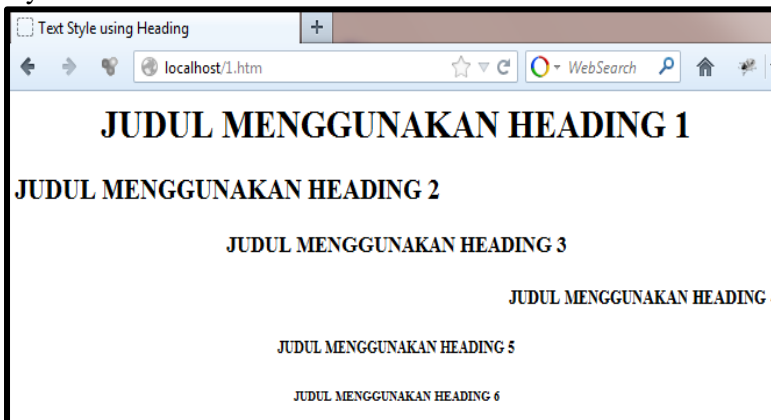 Text Style using Heading
localhost/1.htm
WebSearch
JUDUL MENGGUNAKAN HEADING 1
JUDUL MENGGUNAKAN HEADING 2
JUDUL MENGGUNAKAN HEADING 3
JUDUL MENGGUNAKAN HEADING
JUDUL MENGGUNAKAN HEADING 5
JUDUL MENGGUNAKAN HEADING 6